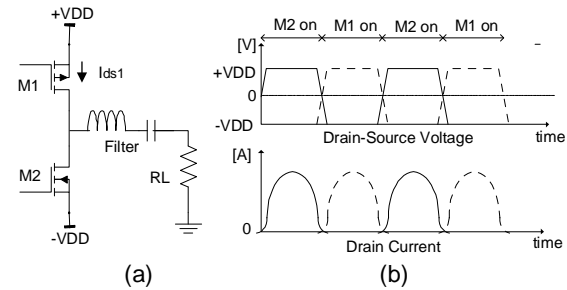 +VDD
M1
Ids1
Filter
M2
RL
-VDD
(a)
M2 on M1 on M2 on M1 on
[V]
+VDD
0
-VDD
Drain-Source Voltage
time
[A]
0
Drain Current
time
(b)